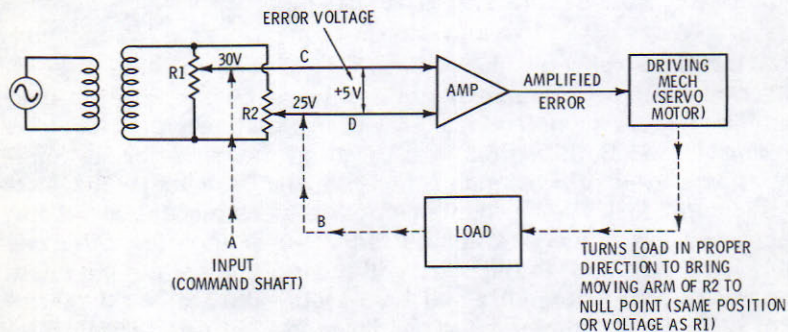 ERROR VOLTAGE
R1
30V
C
+5V
R2
25V
D
AMP
AMPLIFIED
ERROR
DRIVING
MECH
(SERVO
MOTOR)
A
INPUT
(COMMAND SHAFT)
B
LOAD
TURNS LOAD IN PROPER
DIRECTION TO BRING
MOVING ARM OF R2 TO
NULL POINT (SAME POSITION
OR VOLTAGE AS R1)